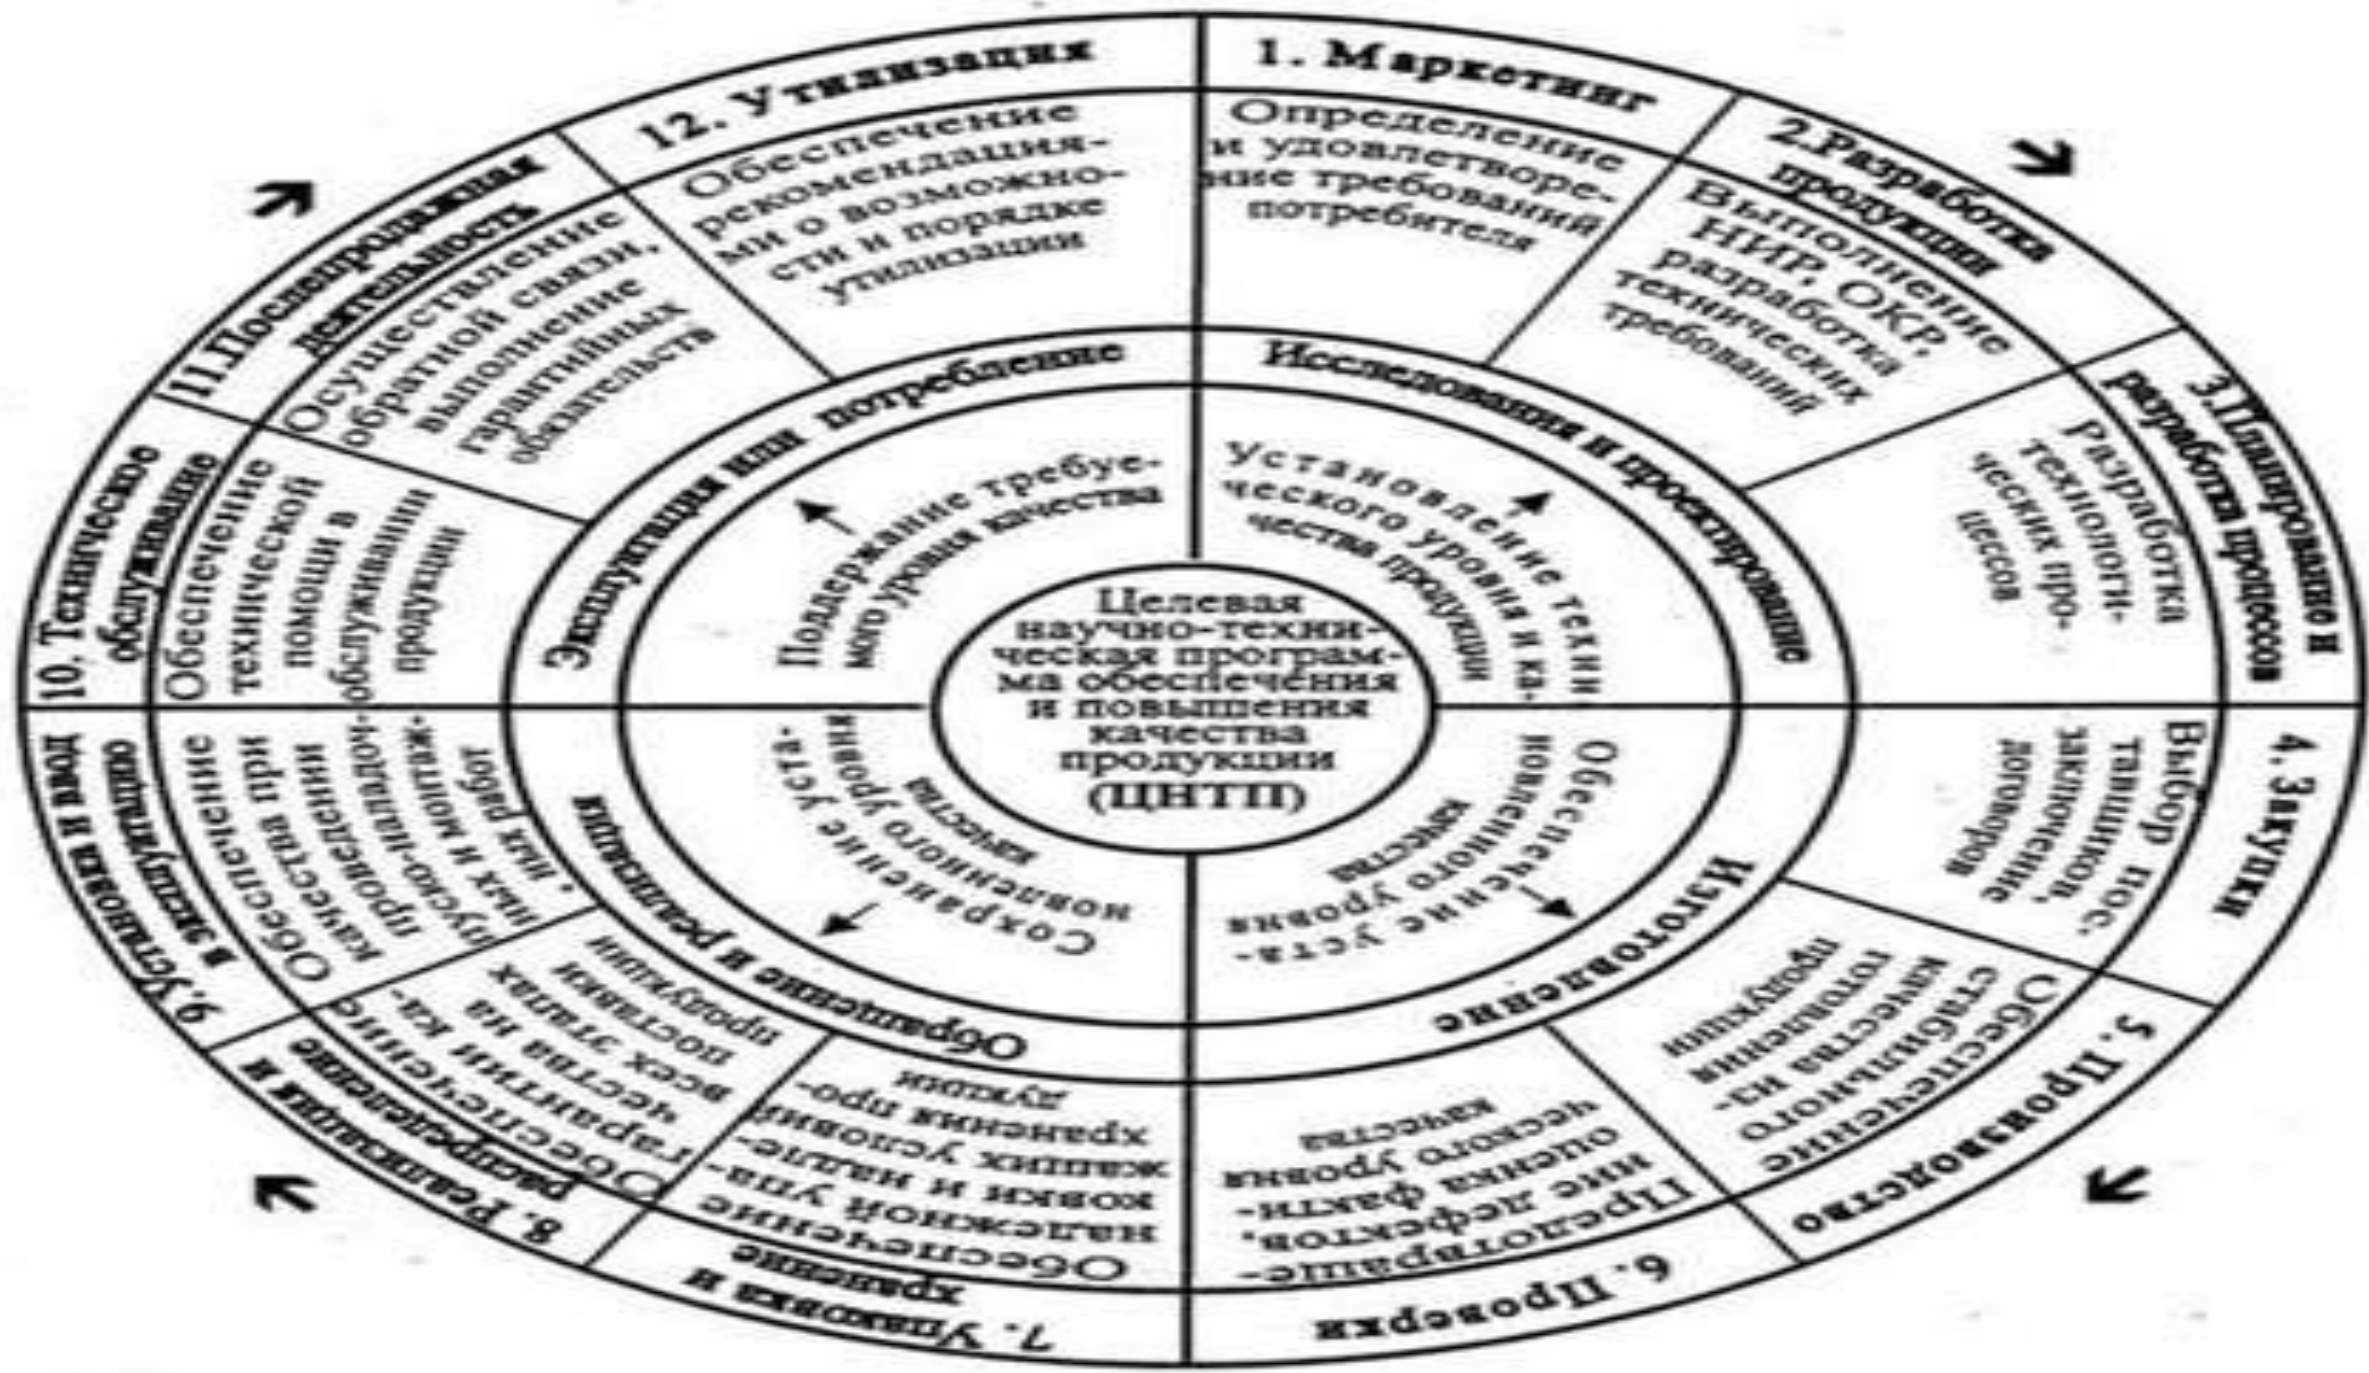 1. Маркетинг
Определение
и удовлетворе-
ние требований
потребителя
2.Разработка
продукции
Выполнение
НИР, ОКР,
разработка
технических
требований
3.Планирование и
разработка процессов
Разработка
технологи-
ческих про-
цессов
4. Закупки
Выбор пос-
тавщиков,
заключение
договоров
5. Производство
Обеспечение
стабильного
качества из-
готовления
продукции
6. Проверки
Предотвраще-
ние дефектов.
оценка факти-
ческого уровня
качества
7. Упаковка и
хранение
Обеспечение
надежной упа-
ковки и надле-
жащих условий
хранения про-
дукции
8. Реализация и
распределение
Обеспечение
гарантии ка-
чества на
всех этапах
поставки
продукции
9. Установка и ввод
в эксплуатацию
Обеспечение
качества при
проведении
пуско-наладоч-
ных и монтаж-
ных работ
10. Техническое
обслуживание
Обеспечение
технической
помощи в
обслуживании
продукции
11.Послепродажная
деятельность
Осуществление
обратной связи,
выполнение
гарантийных
обязательств
12. Утилизация
Обеспечение
рекомендация-
ми о возможно-
сти и порядке
утилизации
Исследования и проектирование
Изготовление
Обращение и реализация
Эксплуатация или потребление
Установление техни-
ческого уровня и ка-
чества продукции
Обеспечение уста-
новленного уровня
качества
Сохранение уста-
новленного уровня
качества
Поддержание требуе-
мого уровня качества
Целевая
научно-техни-
ческая програм-
ма обеспечения
и повышения
качества
продукции
(ЦНТП)